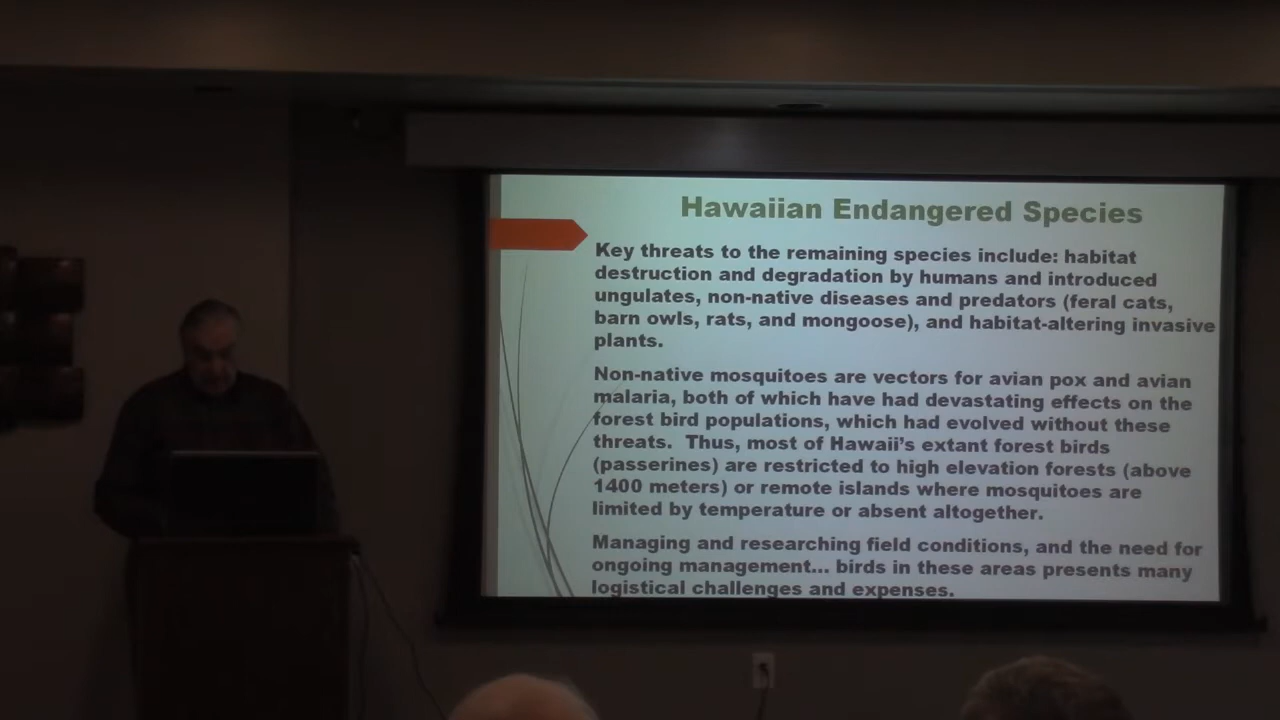 Hawaiian Endangered Species
Key threats to the remaining species include: habitat
destruction and degradation by humans and introduced
ungulates, non-native diseases and predators (feral cats,
barn owls, rats, and mongoose), and habitat-altering invasive
plants.
Non-native mosquitoes are vectors for avian pox and avian
malaria, both of which have had devastating effects on the
forest bird populations, which had evolved without these
threats. Thus, most of Hawaii's extant forest birds
(passerines) are restricted to high elevation forests (above
1400 meters) or remote islands where mosquitoes are
limited by temperature or absent altogether.
Managing and researching field conditions, and the need for
ongoing management... birds in these areas presents many
logistical challenges and expenses.